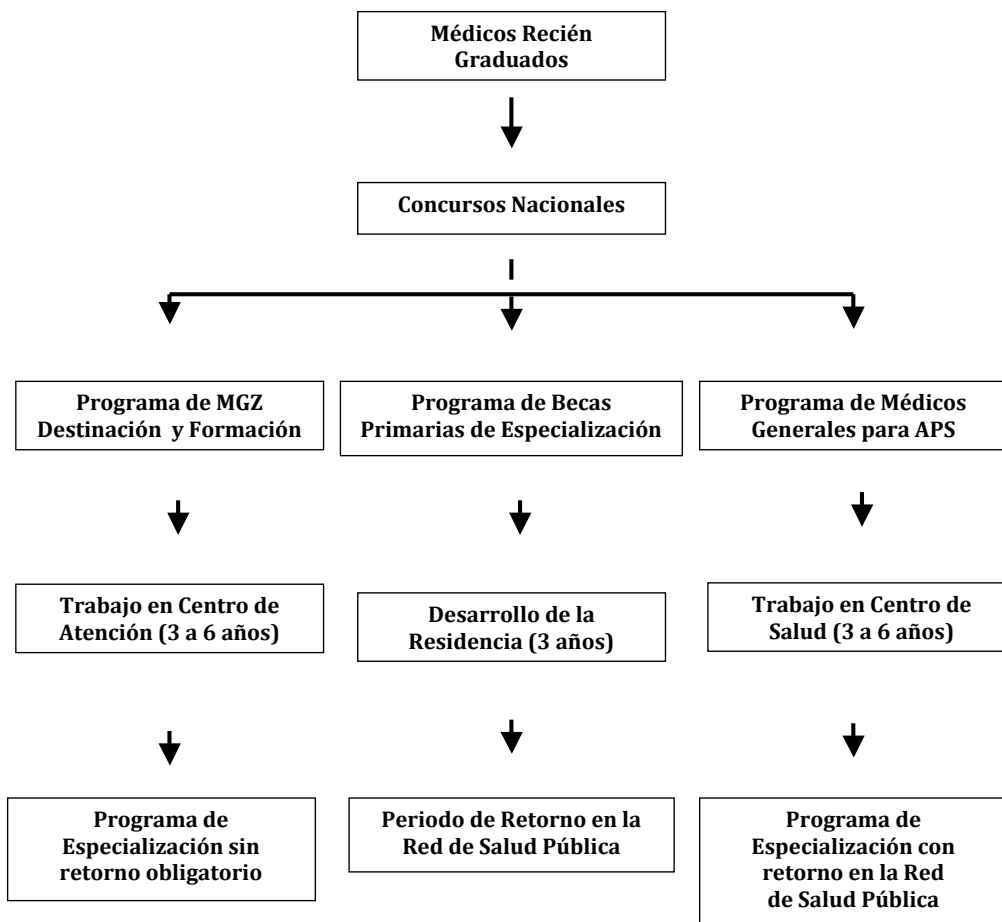 Médicos Recién
Graduados
Concursos Nacionales
Programa de MGZ
Destinación y Formación
Programa de Becas
Primarias de Especialización
Programa de Médicos
Generales para APS
Trabajo en Centro de
Atención (3 a 6 años)
Desarrollo de la
Residencia (3 años)
Trabajo en Centro de
Salud (3 a 6 años)
Programa de
Especialización sin
retorno obligatorio
Periodo de Retorno en la
Red de Salud Pública
Programa de
Especialización con
retorno en la Red
de Salud Pública